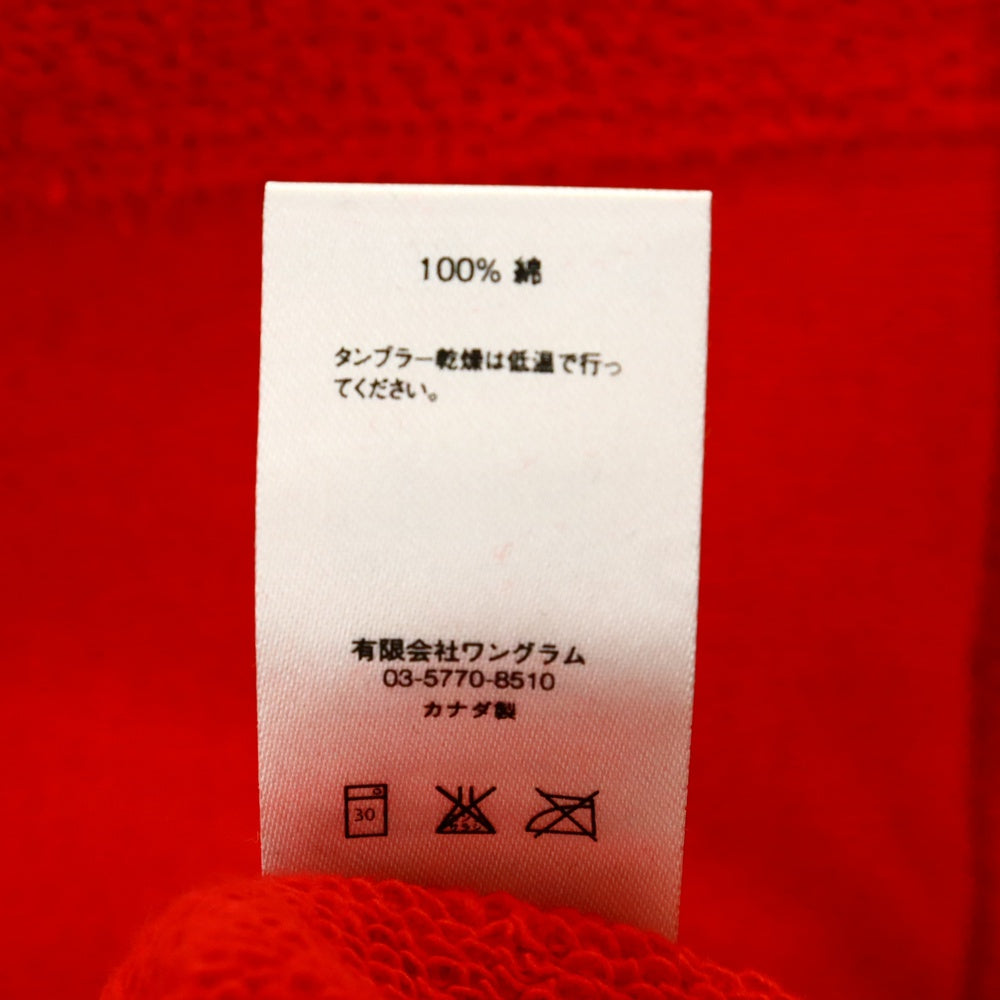 100% 綿
タンブラー乾燥は低温で行っ
てください。
有限会社ワングラム
03-5770-8510
カナダ製
30